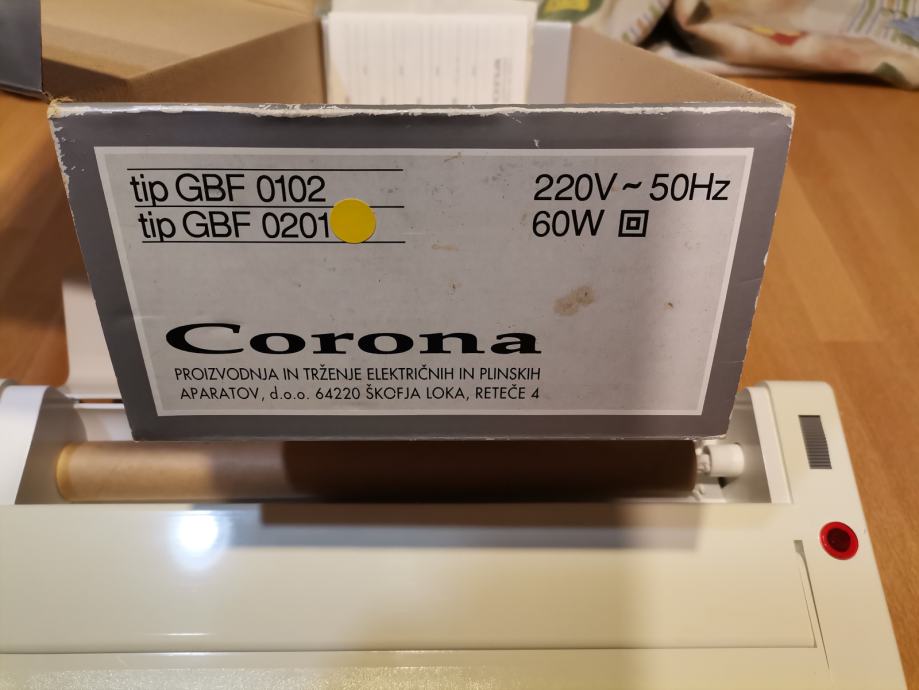 tip GBF 0102
tip GBF 0201
220V ~ 50Hz
60W
Corona
PROIZVODNJA IN TRŽENJE ELEKTRIČNIH IN PLINSKIH
APARATOV, d.o.o. 64220 ŠKOFJA LOKA, RETEČE 4